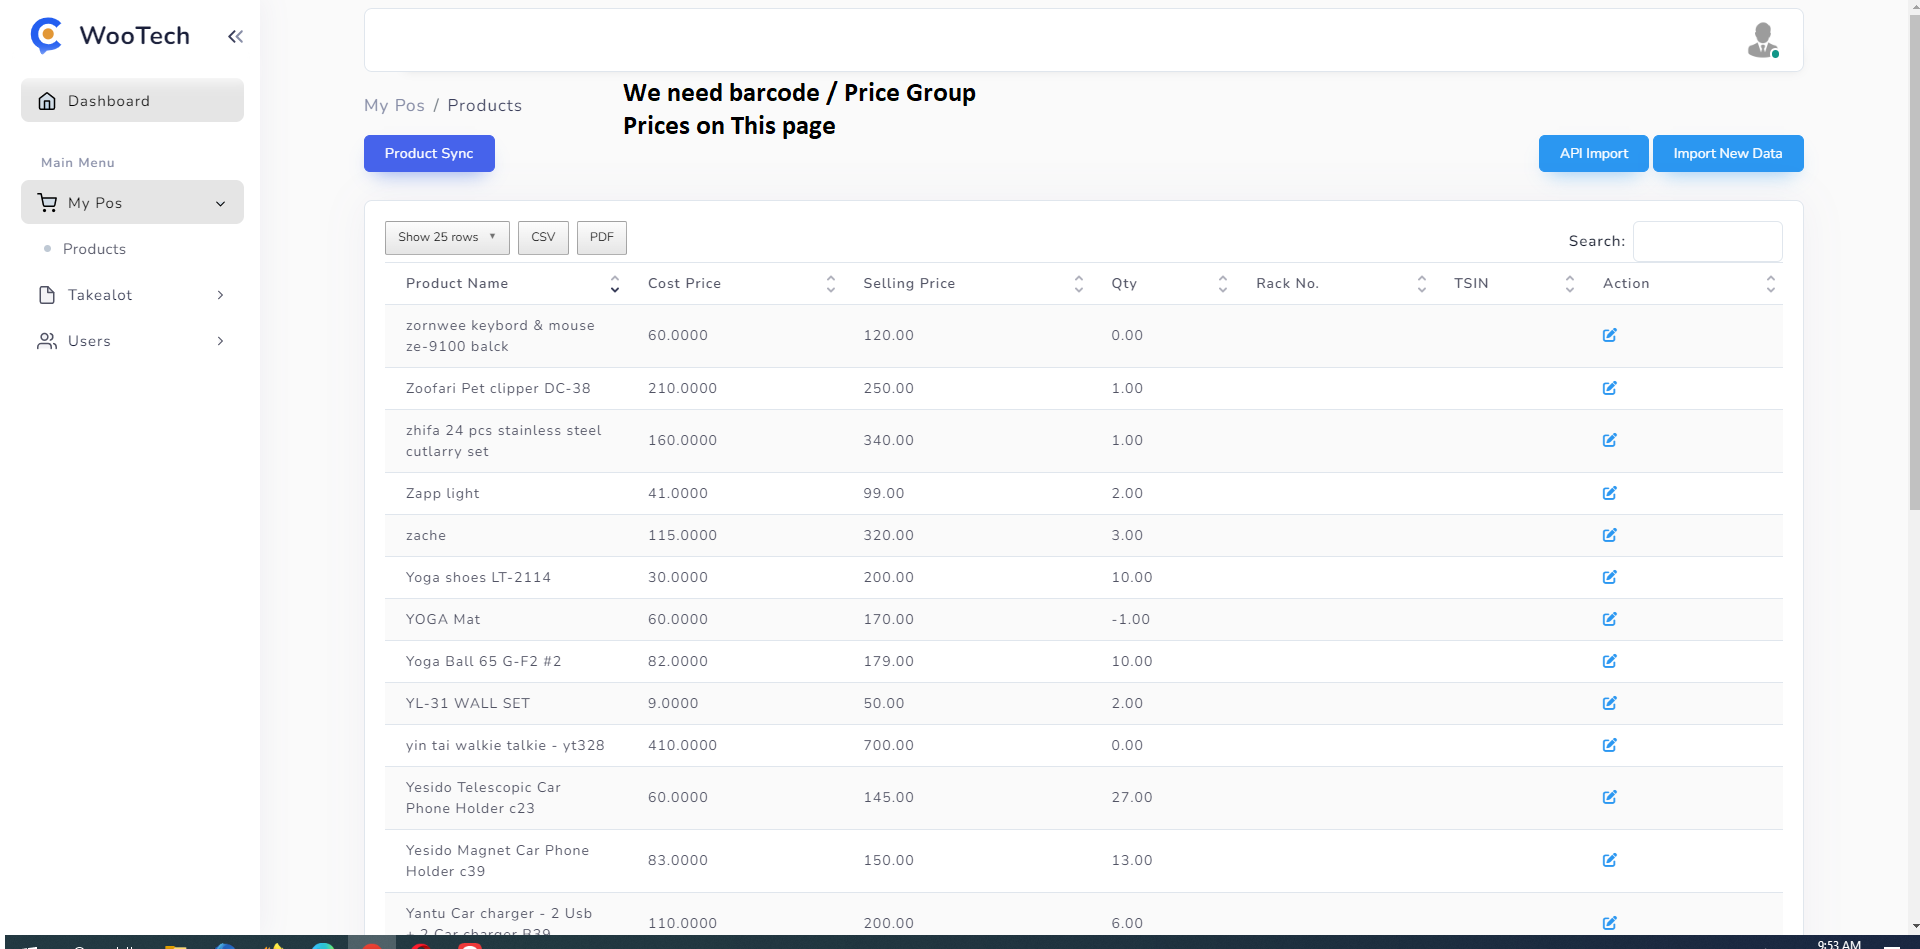 WooTech
Dashboard
Main Menu
My Pos
Products
Takealot
Users
My Pos / Products
We need barcode / Price Group
Prices on This page
Product Sync
API Import
Import New Data
Show 25 rows
CSV
PDF
Search:
Product Name Cost Price Selling Price Qty Rack No. TSIN Action
zornwee keybord & mouse
ze-9100 balck
60.0000 120.00 0.00
Zoofari Pet clipper DC-38 210.0000 250.00 1.00
zhifa 24 pcs stainless steel
cutlarry set
160.0000 340.00 1.00
Zapp light 41.0000 99.00 2.00
zache 115.0000 320.00 3.00
Yoga shoes LT-2114 30.0000 200.00 10.00
YOGA Mat 60.0000 170.00 -1.00
Yoga Ball 65 G-F2 #2 82.0000 179.00 10.00
YL-31 WALL SET 9.0000 50.00 2.00
yin tai walkie talkie - yt328 410.0000 700.00 0.00
Yesido Telescopic Car
Phone Holder c23
60.0000 145.00 27.00
Yesido Magnet Car Phone
Holder c39
83.0000 150.00 13.00
Yantu Car charger - 2 Usb
+ 2 Car charger B39
110.0000 200.00 6.00
9:53 AM